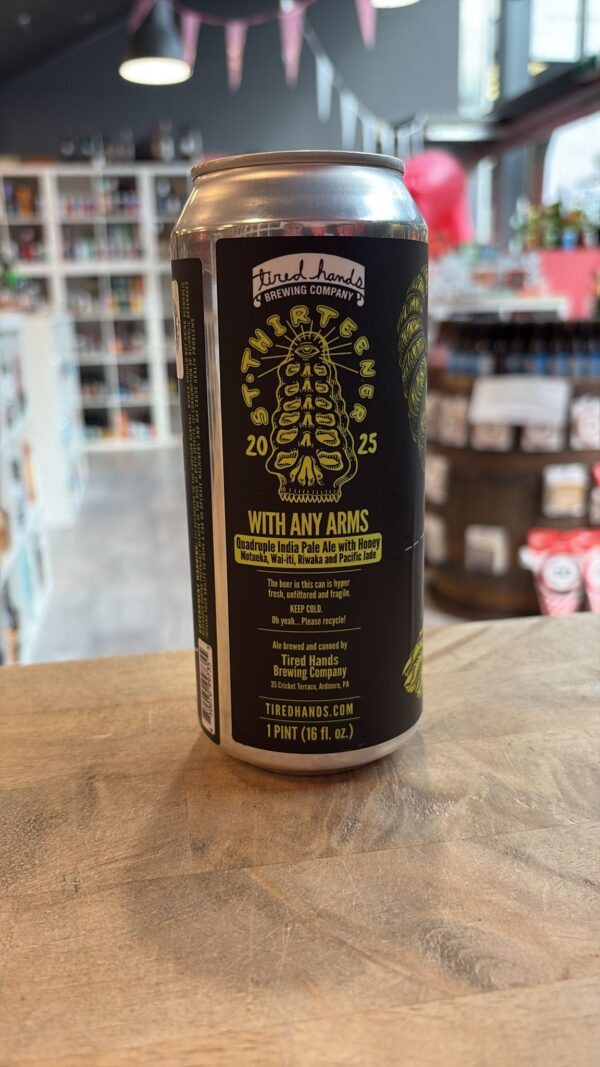 tired hands
BREWING COMPANY
ST. THIRTEENER
20 25
WITH ANY ARMS
Quadruple India Pale Ale with Honey
Motueka, Wai-iti, Riwaka and Pacific Jade
The beer in this can is hyper
fresh, unfiltered and fragile.
KEEP COLD.
Oh yeah... Please recycle!
Ale brewed and canned by
Tired Hands
Brewing Company
35 Cricket Terrace, Ardmore, PA
TIREDHANDS.COM
1 PINT (16 fl. oz.)